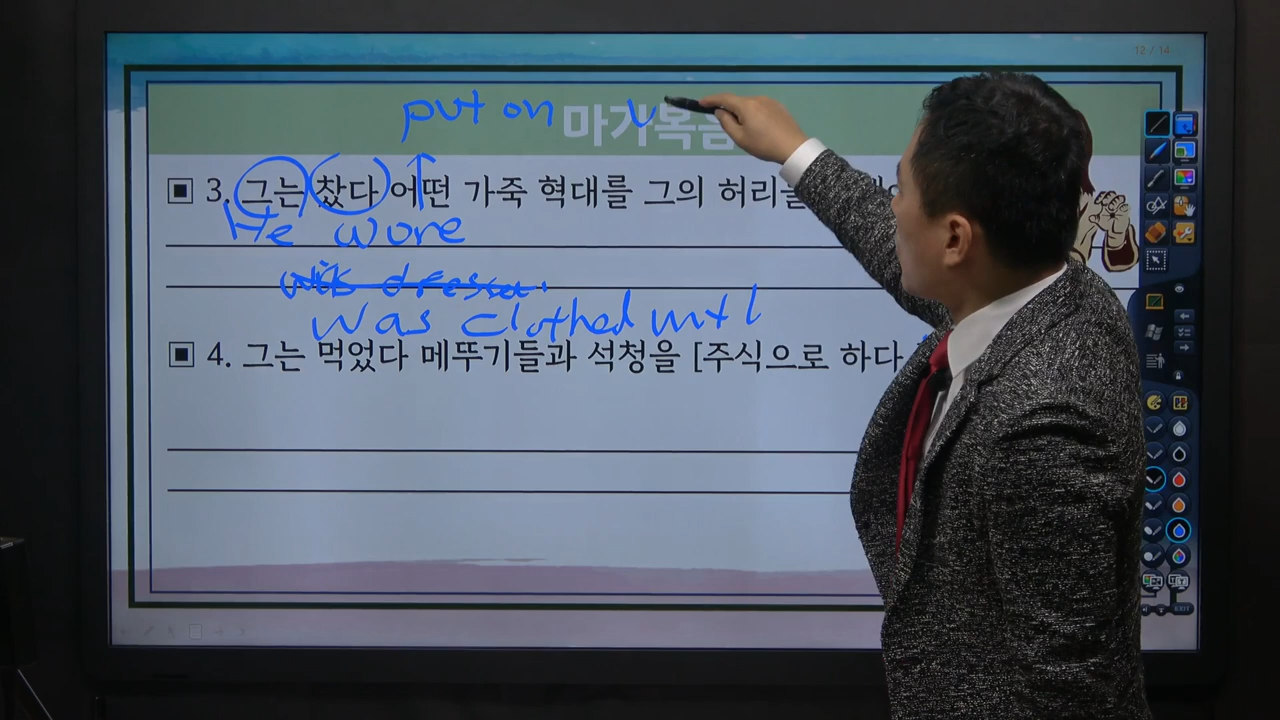 12 / 14
put on
마가복음
3. 그는 찼다 어떤 가죽 혁대를 그의 허리를
He wore
was clothed
4. 그는 먹었다 메뚜기들과 석청을 [주식으로 하다